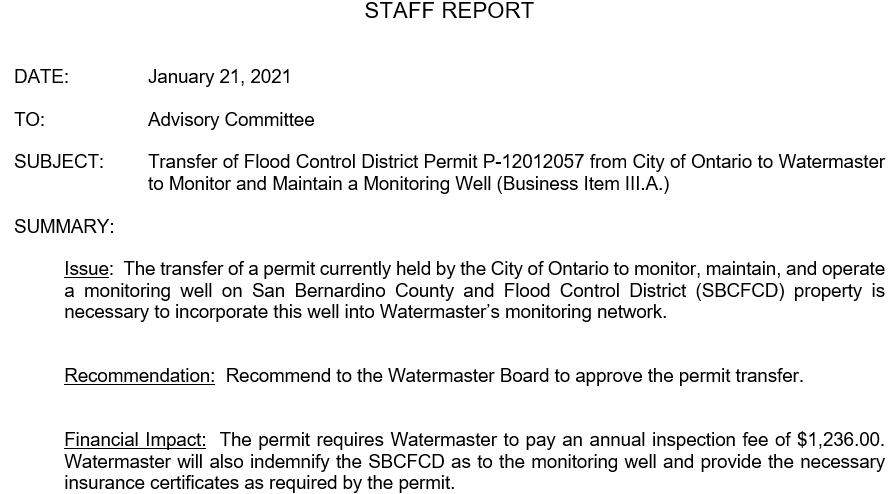 STAFF REPORT
DATE: January 21, 2021
TO: Advisory Committee
SUBJECT: Transfer of Flood Control District Permit P-12012057 from City of Ontario to Watermaster
to Monitor and Maintain a Monitoring Well (Business Item III.A.)
SUMMARY:
Issue: The transfer of a permit currently held by the City of Ontario to monitor, maintain, and operate
a monitoring well on San Bernardino County and Flood Control District (SBCFCD) property is
necessary to incorporate this well into Watermaster's monitoring network.
Recommendation: Recommend to the Watermaster Board to approve the permit transfer.
Financial Impact: The permit requires Watermaster to pay an annual inspection fee of $1,236.00.
Watermaster will also indemnify the SBCFCD as to the monitoring well and provide the necessary
insurance certificates as required by the permit.